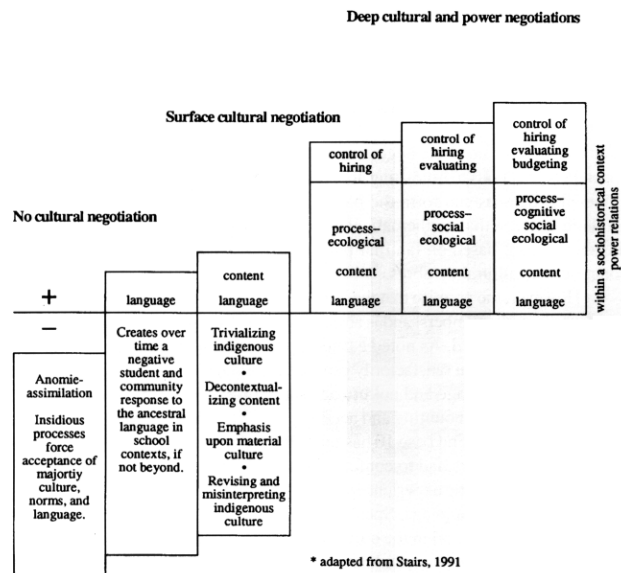 Deep cultural and power negotiations
Surface cultural negotiation
No cultural negotiation
+
−
Anomie-
assimilation
Insidious
processes
force
acceptance of
majortiy
culture,
norms, and
language.
language
Creates over
time a
negative
student and
community
response to
the ancestral
language in
school
contexts, if
not beyond.
content
language
Trivializing
indigenous
culture
•
Decontextual-
izing content
•
Emphasis
upon material
culture
•
Revising and
misinterpreting
indigenous
culture
control of
hiring
process–
ecological
content
language
control of
hiring
evaluating
process–
social
ecological
content
language
control of
hiring
evaluating
budgeting
process–
cognitive
social
ecological
content
language
within a sociohistorical context
power relations
* adapted from Stairs, 1991